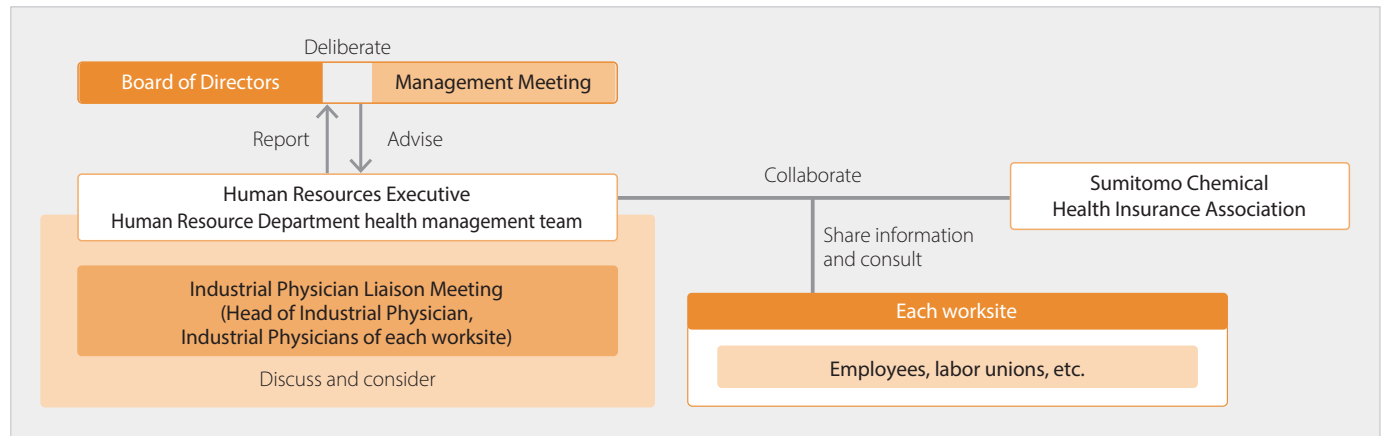 Deliberate
Board of Directors
Management Meeting
Report
Advise
Human Resources Executive
Human Resource Department health management team
Collaborate
Sumitomo Chemical
Health Insurance Association
Share information
and consult
Industrial Physician Liaison Meeting
(Head of Industrial Physician,
Industrial Physicians of each worksite)
Discuss and consider
Each worksite
Employees, labor unions, etc.